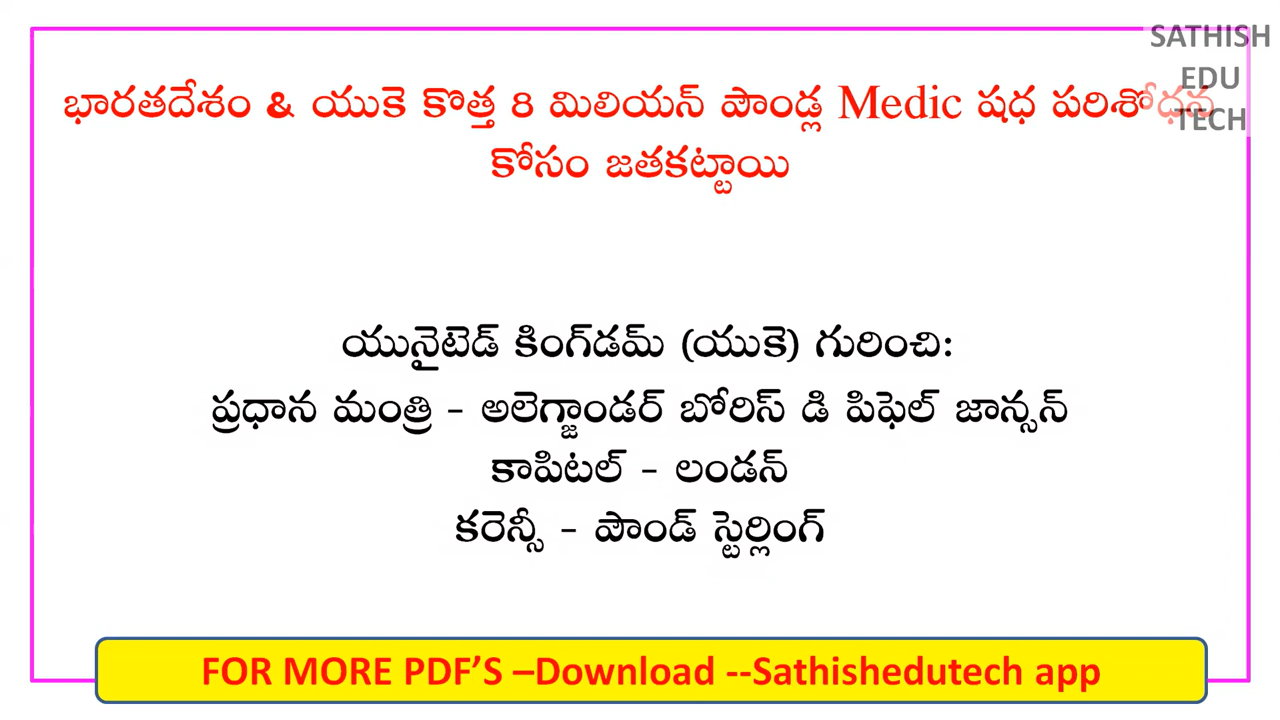 SATHISH
EDU
TECH
భారతదేశం & యుకె కొత్త 8 మిలియన్ పౌండ్ల Medic షధ పరిశోధన
కోసం జతకట్టాయి
యునైటెడ్ కింగ్‌డమ్ (యుకె) గురించి:
ప్రధాన మంత్రి - అలెగ్జాండర్ బోరిస్ డి పిఫెల్ జాన్సన్
కాపిటల్ - లండన్
కరెన్సీ - పౌండ్ స్టెర్లింగ్
FOR MORE PDF'S –Download --Sathishedutech app